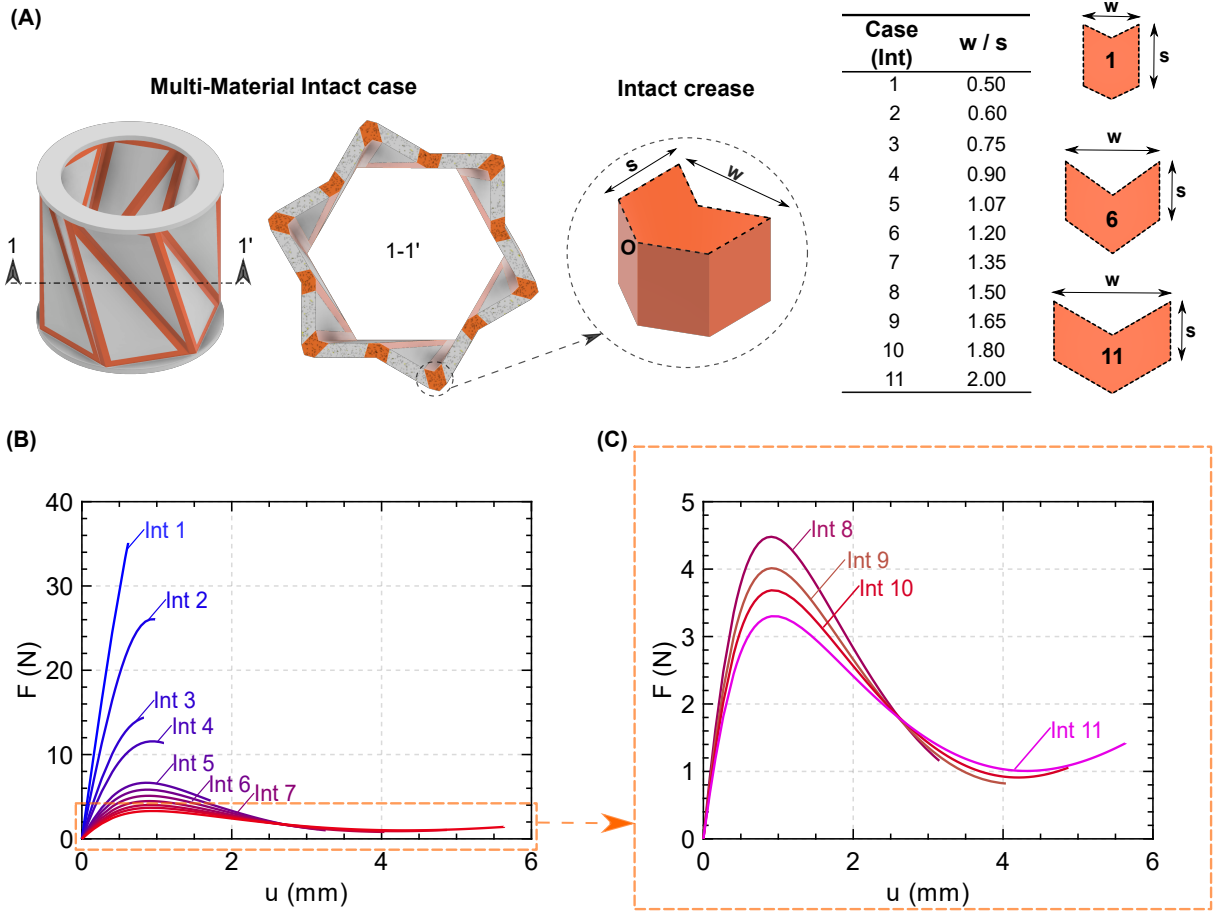 (A)
Multi-Material Intact case
1
1'
1-1'
Intact crease
s
w
O
Case (Int) w / s
1 0.50
2 0.60
3 0.75
4 0.90
5 1.07
6 1.20
7 1.35
8 1.50
9 1.65
10 1.80
11 2.00
w
s
1
w
s
6
w
s
11
(B)
F (N)
40
30
20
10
0
0 2 4 6
u (mm)
Int 1
Int 2
Int 3
Int 4
Int 5
Int 6
Int 7
(C)
F (N)
5
4
3
2
1
0
0 2 4 6
u (mm)
Int 8
Int 9
Int 10
Int 11